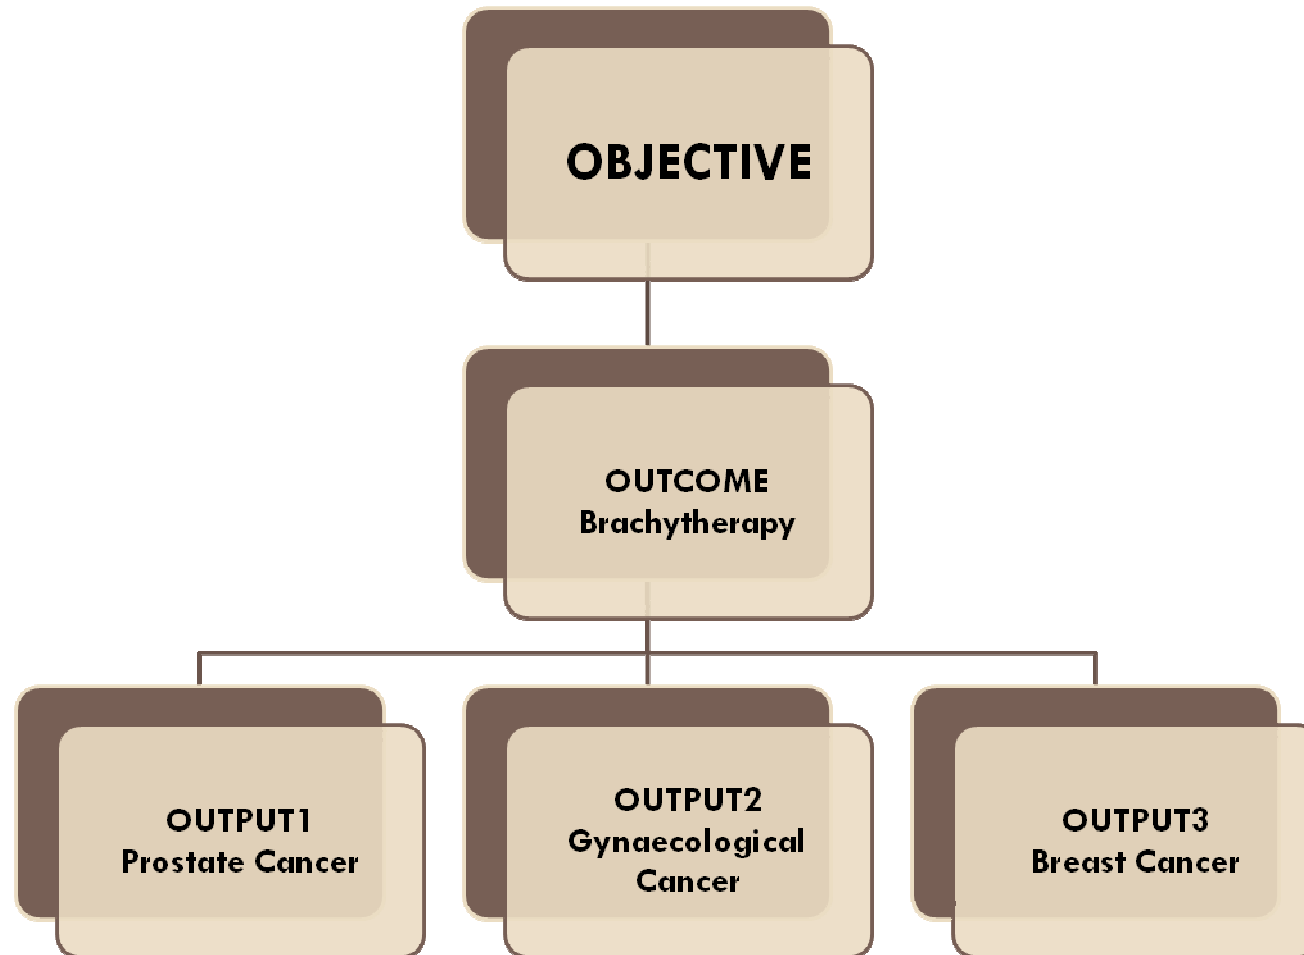 OBJECTIVE
OUTCOME
Brachytherapy
OUTPUT1
Prostate Cancer
OUTPUT2
Gynaecological
Cancer
OUTPUT3
Breast Cancer